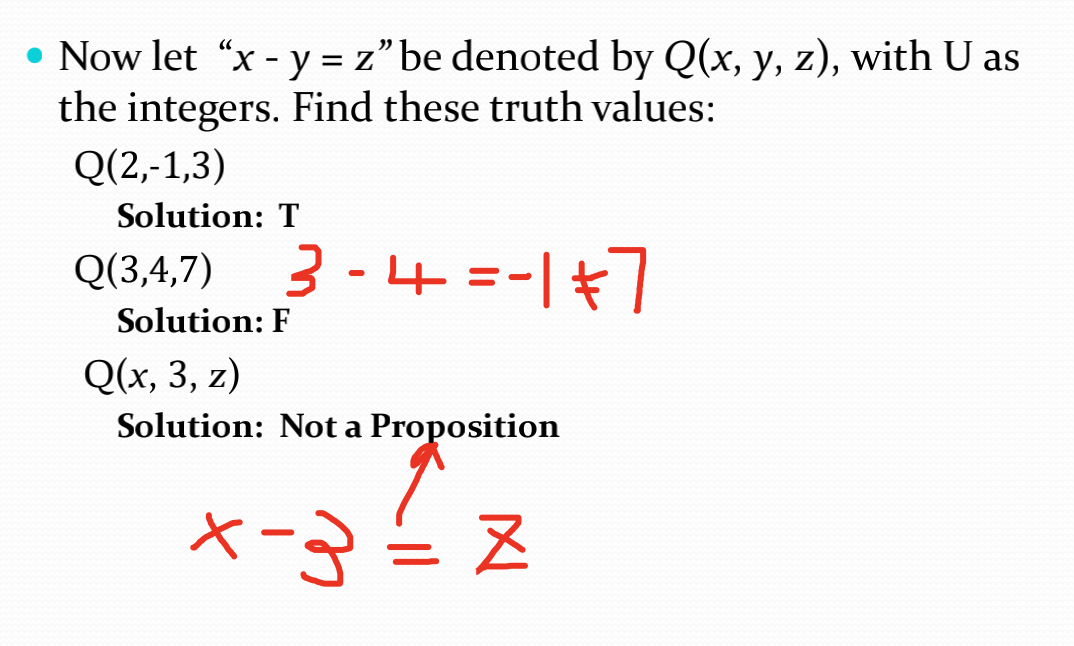 • Now let “x - y = z” be denoted by Q(x, y, z), with U as
the integers. Find these truth values:
Q(2,-1,3)
Solution: T
Q(3,4,7) 3 - 4 = -1 ≠ 7
Solution: F
Q(x, 3, z)
Solution: Not a Proposition
x - 3 = z